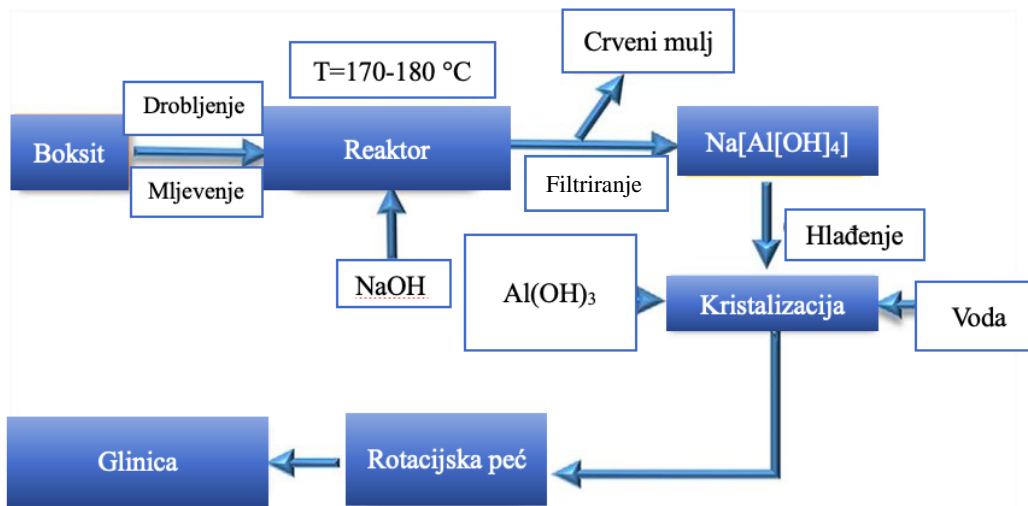 Crveni mulj
T=170-180 °C
Drobljenje
Boksit
Reaktor
Na[Al[OH]₄]
Mljevenje
Filtriranje
Hlađenje
NaOH
Al(OH)₃
Kristalizacija
Voda
Glinica
Rotacijska peć